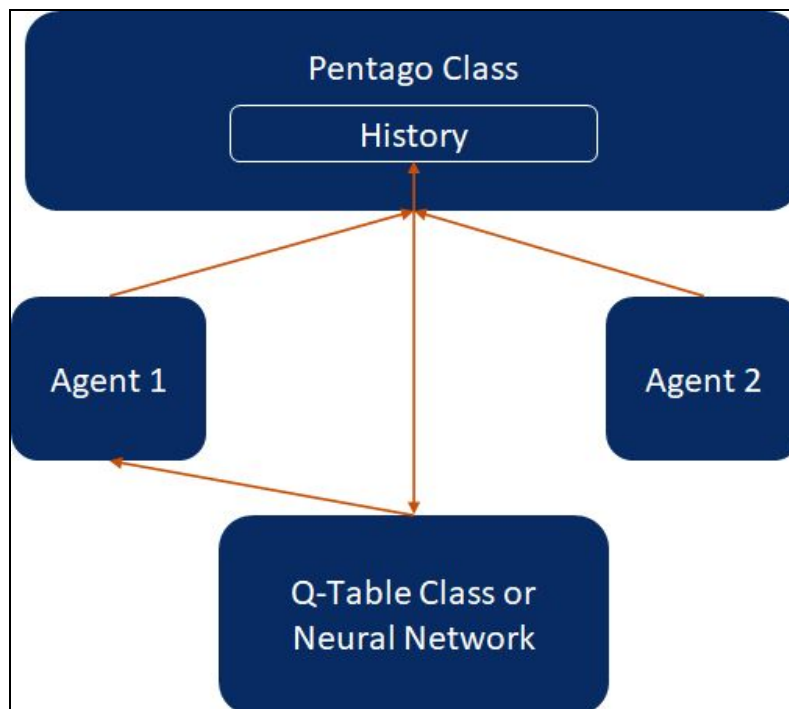 Pentago Class
History
Agent 1
Agent 2
Q-Table Class or
Neural Network